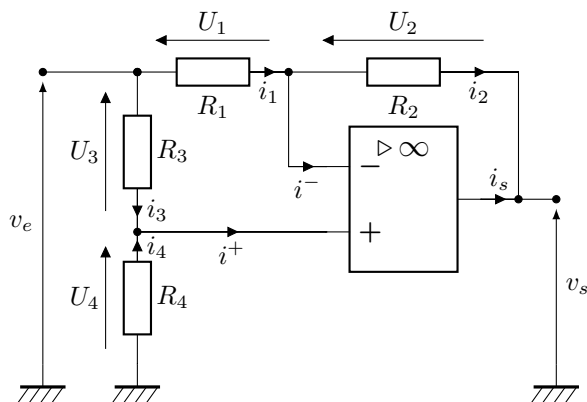 U₁ U₂
i₁ i₂
R₁ R₂
▷ ∞
U₃ R₃
−
i⁻ iₛ
i₃
vₑ
i₄ i⁺ +
U₄ R₄ vₛ